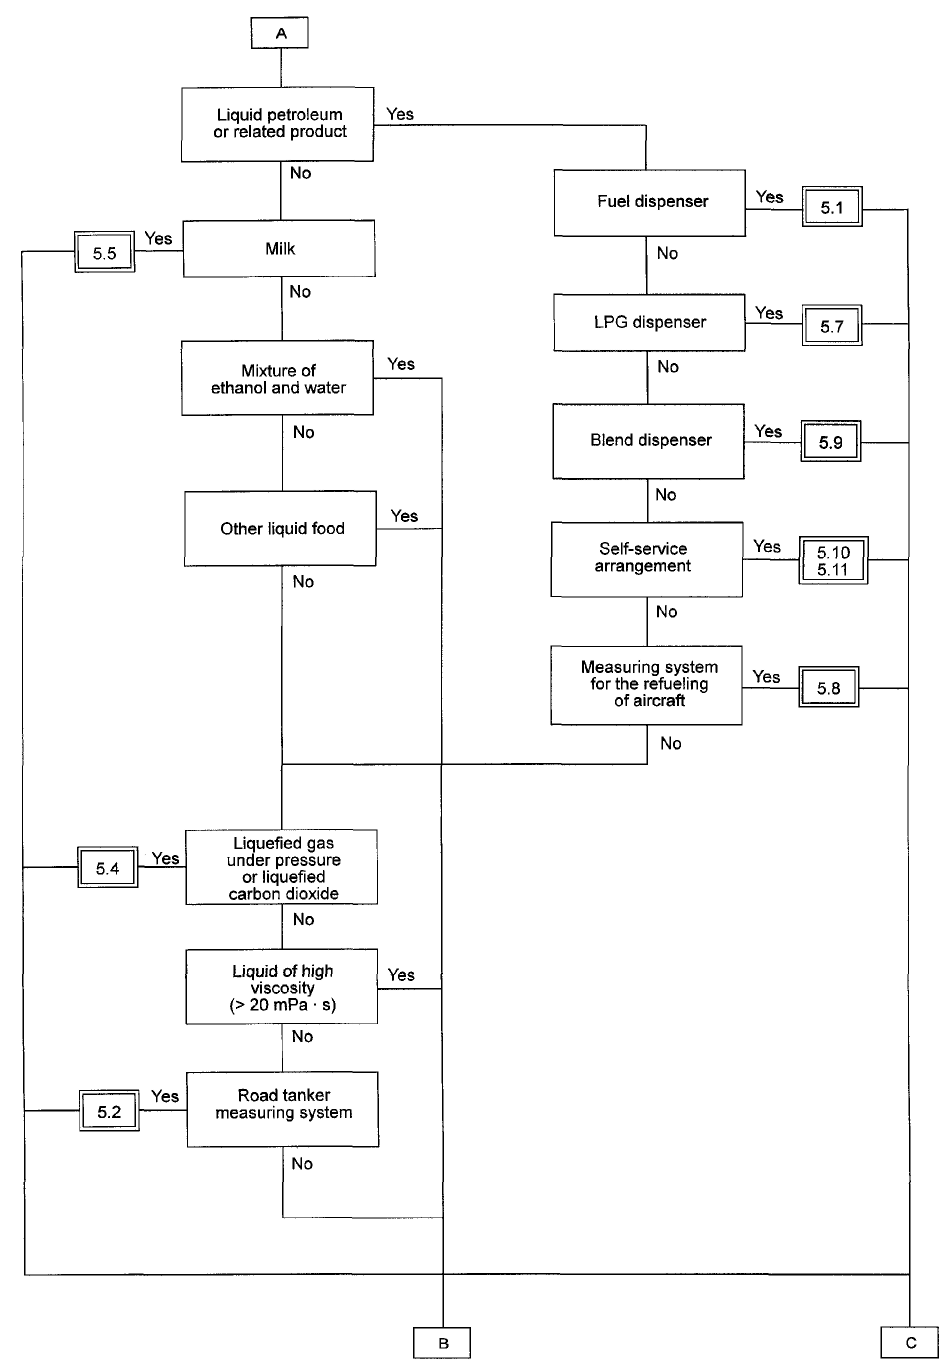 A
Liquid petroleum
or related product
Yes
No
Fuel dispenser
Yes
5.1
No
Milk
Yes
5.5
No
LPG dispenser
Yes
5.7
No
Mixture of
ethanol and water
Yes
No
Blend dispenser
Yes
5.9
No
Other liquid food
Yes
No
Self-service
arrangement
Yes
5.10
5.11
No
Measuring system
for the refueling
of aircraft
Yes
5.8
No
Liquefied gas
under pressure
or liquefied
carbon dioxide
Yes
5.4
No
Liquid of high
viscosity
(> 20 mPa · s)
Yes
No
Road tanker
measuring system
Yes
5.2
No
B
C